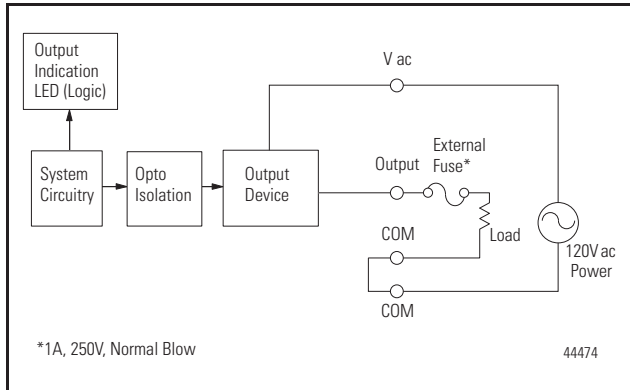 Output
Indication
LED (Logic)
V ac
System
Circuitry
Opto
Isolation
Output
Device
Output
External
Fuse*
COM
Load
COM
120V ac
Power
*1A, 250V, Normal Blow
44474